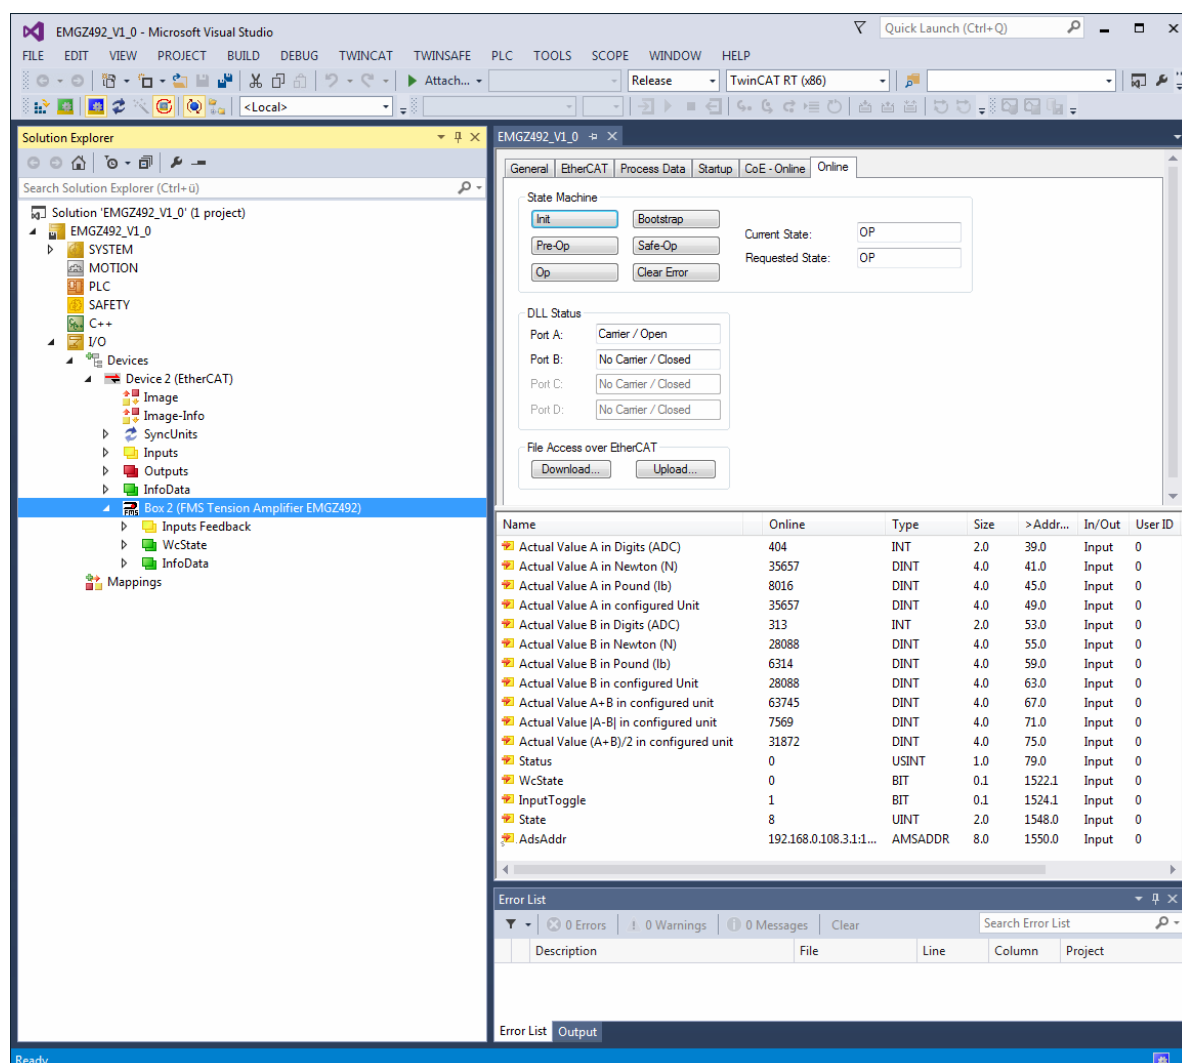 EMGZ492_V1_0 - Microsoft Visual Studio
Quick Launch (Ctrl+Q)
FILE EDIT VIEW PROJECT BUILD DEBUG TWINCAT TWINSAFE PLC TOOLS SCOPE WINDOW HELP
Attach... Release TwinCAT RT (x86)
<Local>
Solution Explorer
Search Solution Explorer (Ctrl+ü)
Solution 'EMGZ492_V1_0' (1 project)
EMGZ492_V1_0
SYSTEM
MOTION
PLC
SAFETY
C++
I/O
Devices
Device 2 (EtherCAT)
Image
Image-Info
SyncUnits
Inputs
Outputs
InfoData
Box 2 (FMS Tension Amplifier EMGZ492)
Inputs Feedback
WcState
InfoData
Mappings
EMGZ492_V1_0
General EtherCAT Process Data Startup CoE - Online Online
State Machine
Init Bootstrap
Pre-Op Safe-Op
Op Clear Error
Current State: OP
Requested State: OP
DLL Status
Port A: Carrier / Open
Port B: No Carrier / Closed
Port C: No Carrier / Closed
Port D: No Carrier / Closed
File Access over EtherCAT
Download... Upload...
Name Online Type Size >Addr... In/Out User ID
Actual Value A in Digits (ADC) 404 INT 2.0 39.0 Input 0
Actual Value A in Newton (N) 35657 DINT 4.0 41.0 Input 0
Actual Value A in Pound (lb) 8016 DINT 4.0 45.0 Input 0
Actual Value A in configured Unit 35657 DINT 4.0 49.0 Input 0
Actual Value B in Digits (ADC) 313 INT 2.0 53.0 Input 0
Actual Value B in Newton (N) 28088 DINT 4.0 55.0 Input 0
Actual Value B in Pound (lb) 6314 DINT 4.0 59.0 Input 0
Actual Value B in configured Unit 28088 DINT 4.0 63.0 Input 0
Actual Value A+B in configured unit 63745 DINT 4.0 67.0 Input 0
Actual Value |A-B| in configured unit 7569 DINT 4.0 71.0 Input 0
Actual Value (A+B)/2 in configured unit 31872 DINT 4.0 75.0 Input 0
Status 0 USINT 1.0 79.0 Input 0
WcState 0 BIT 0.1 1522.1 Input 0
InputToggle 1 BIT 0.1 1524.1 Input 0
State 8 UINT 2.0 1548.0 Input 0
AdsAddr 192.168.0.108.3.1:1... AMSADDR 8.0 1550.0 Input 0
Error List
0 Errors 0 Warnings 0 Messages Clear Search Error List
Description File Line Column Project
Error List Output
Ready